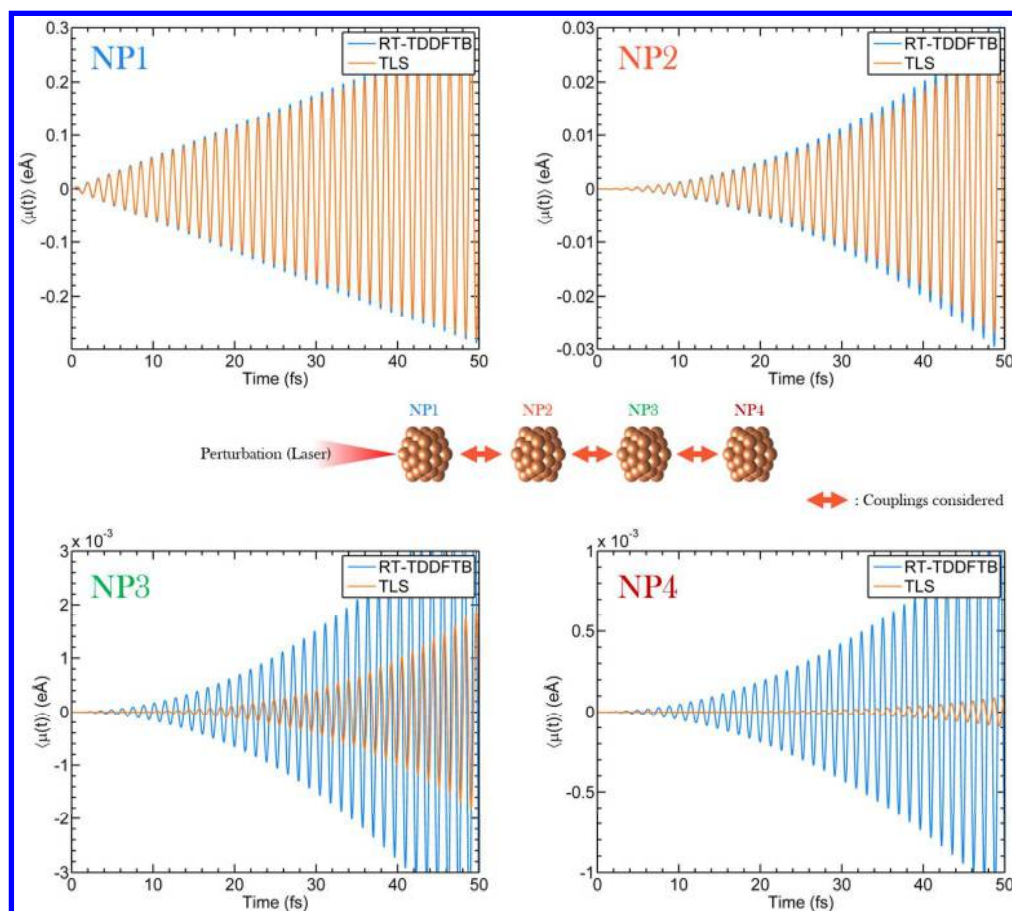 NP1
RT-TDDFTB
TLS
0.3
0.2
0.1
0
-0.1
-0.2
⟨μ(t)⟩ (eÅ)
0 10 20 30 40 50
Time (fs)
NP2
RT-TDDFTB
TLS
0.03
0.02
0.01
0
-0.01
-0.02
-0.03
⟨μ(t)⟩ (eÅ)
0 10 20 30 40 50
Time (fs)
NP1 NP2 NP3 NP4
Perturbation (Laser)
: Couplings considered
NP3
RT-TDDFTB
TLS
3 x 10⁻³
2
1
0
-1
-2
-3
⟨μ(t)⟩ (eÅ)
0 10 20 30 40 50
Time (fs)
NP4
RT-TDDFTB
TLS
1 x 10⁻³
0.5
0
-0.5
-1
⟨μ(t)⟩ (eÅ)
0 10 20 30 40 50
Time (fs)